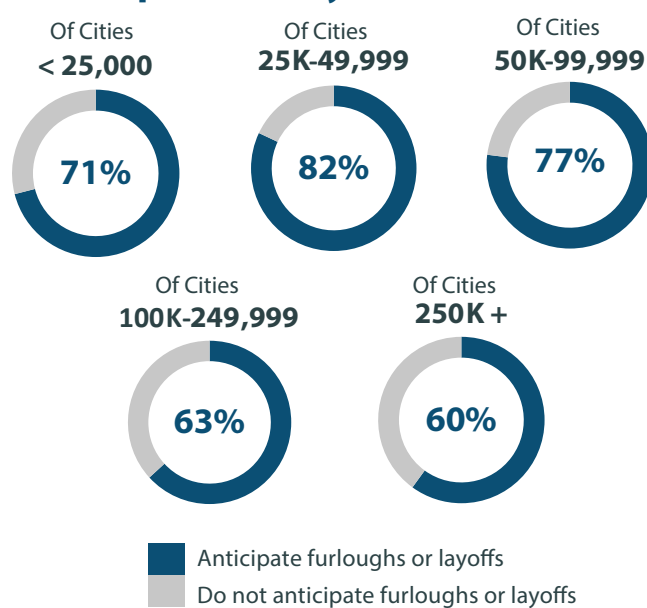 Of Cities
< 25,000
71%
Of Cities
25K-49,999
82%
Of Cities
50K-99,999
77%
Of Cities
100K-249,999
63%
Of Cities
250K +
60%
Anticipate furloughs or layoffs
Do not anticipate furloughs or layoffs